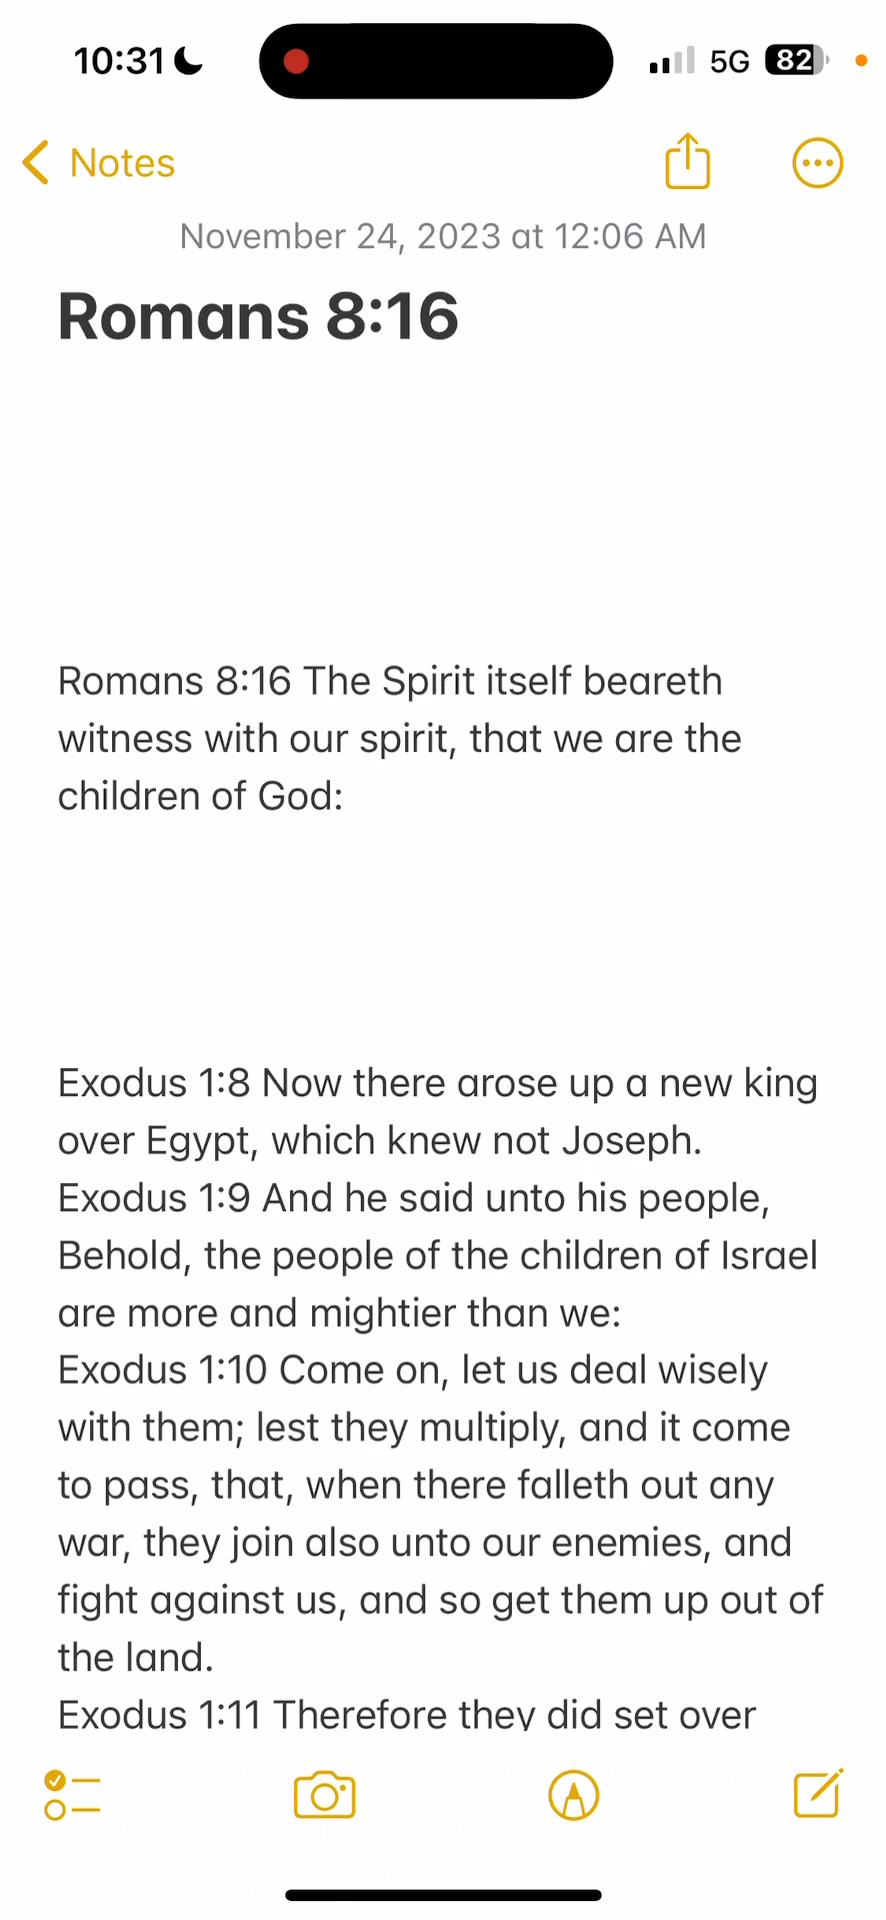 10:31
5G
82
Notes
November 24, 2023 at 12:06 AM
Romans 8:16
Romans 8:16 The Spirit itself beareth
witness with our spirit, that we are the
children of God:
Exodus 1:8 Now there arose up a new king
over Egypt, which knew not Joseph.
Exodus 1:9 And he said unto his people,
Behold, the people of the children of Israel
are more and mightier than we:
Exodus 1:10 Come on, let us deal wisely
with them; lest they multiply, and it come
to pass, that, when there falleth out any
war, they join also unto our enemies, and
fight against us, and so get them up out of
the land.
Exodus 1:11 Therefore they did set over